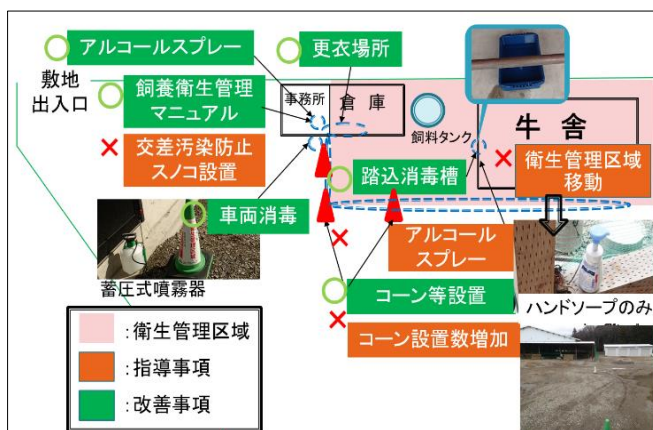 アルコールスプレー
更衣場所
敷地
出入口
飼養衛生管理
マニュアル
事務所
倉庫
飼料タンク
牛舎
交差汚染防止
スノコ設置
踏込消毒槽
衛生管理区域
移動
車両消毒
アルコール
スプレー
蓄圧式噴霧器
コーン等設置
ハンドソープのみ
コーン設置数増加
:衛生管理区域
:指導事項
:改善事項